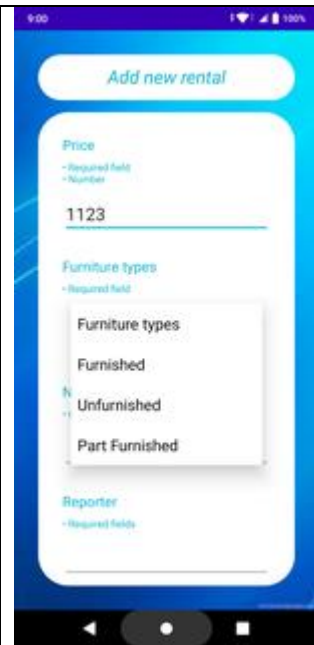 9:00
100%
Add new rental
Price
• Required field
• Number
1123
Furniture types
• Required field
Furniture types
Furnished
Unfurnished
Part Furnished
N
Reporter
• Required fields